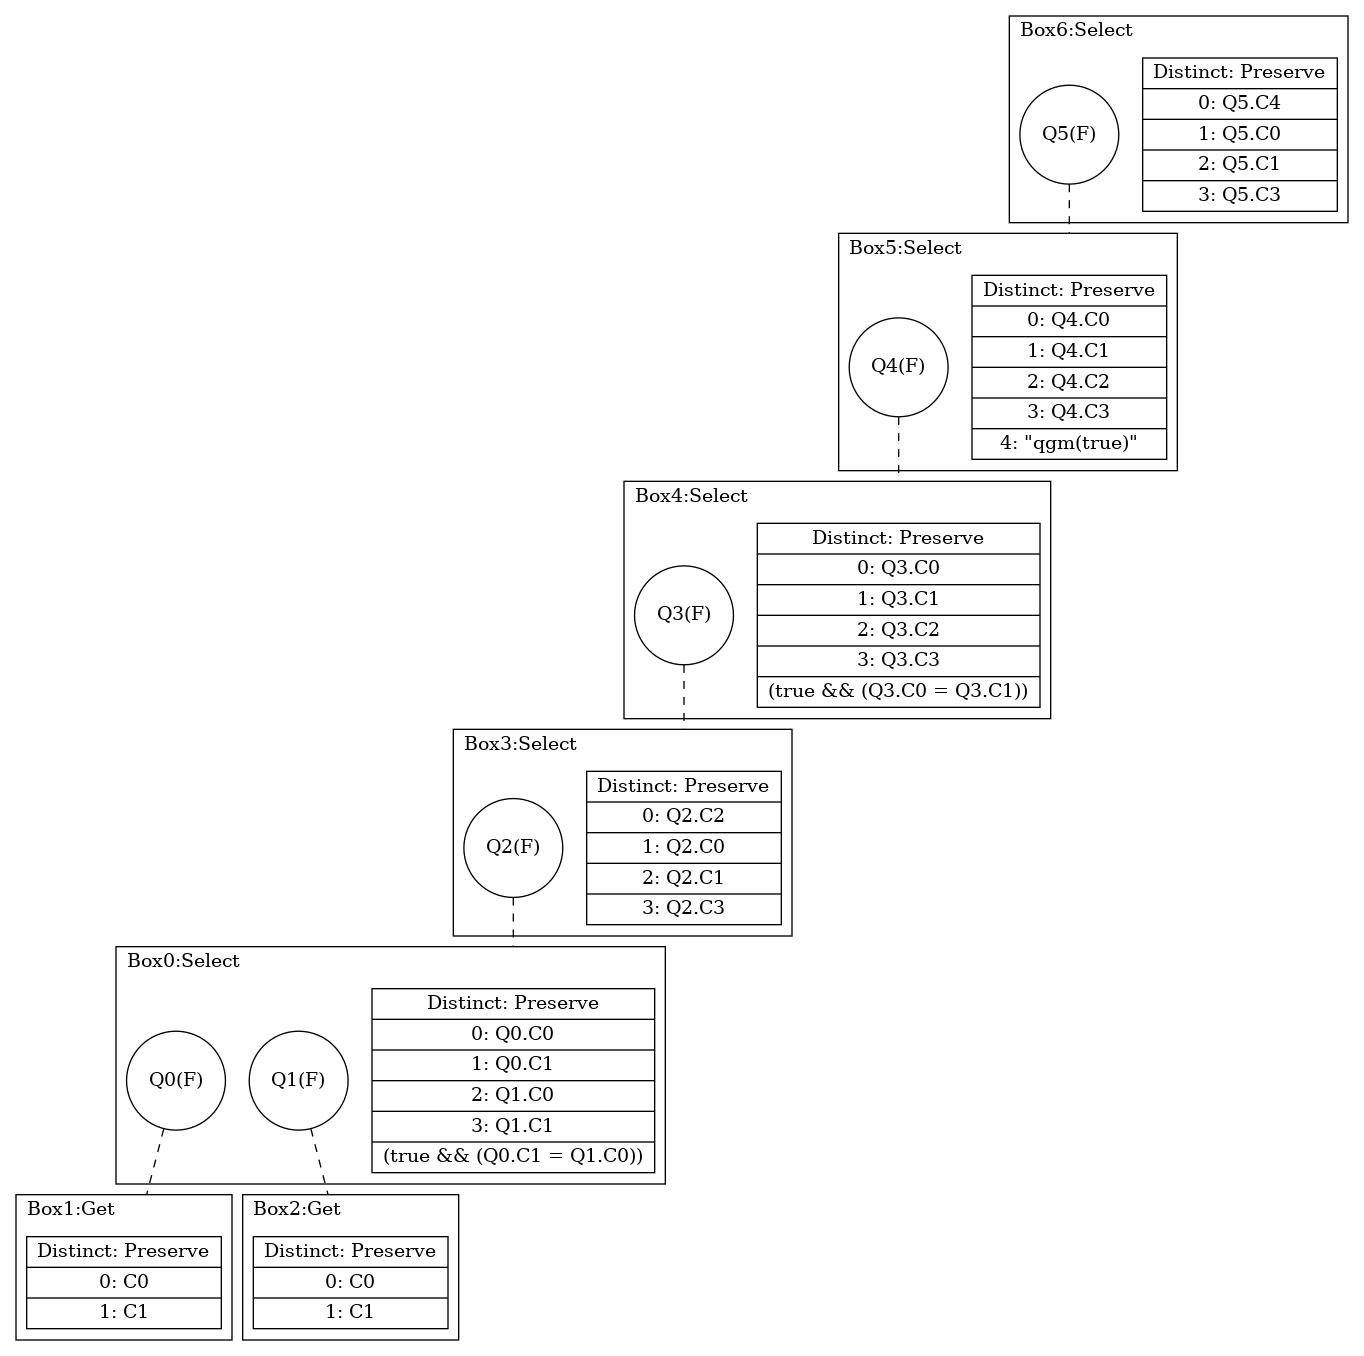 Box6:Select
Q5(F)
Distinct: Preserve
0: Q5.C4
1: Q5.C0
2: Q5.C1
3: Q5.C3
Box5:Select
Q4(F)
Distinct: Preserve
0: Q4.C0
1: Q4.C1
2: Q4.C2
3: Q4.C3
4: "qgm(true)"
Box4:Select
Q3(F)
Distinct: Preserve
0: Q3.C0
1: Q3.C1
2: Q3.C2
3: Q3.C3
(true && (Q3.C0 = Q3.C1))
Box3:Select
Q2(F)
Distinct: Preserve
0: Q2.C2
1: Q2.C0
2: Q2.C1
3: Q2.C3
Box0:Select
Q0(F)
Q1(F)
Distinct: Preserve
0: Q0.C0
1: Q0.C1
2: Q1.C0
3: Q1.C1
(true && (Q0.C1 = Q1.C0))
Box1:Get
Distinct: Preserve
0: C0
1: C1
Box2:Get
Distinct: Preserve
0: C0
1: C1